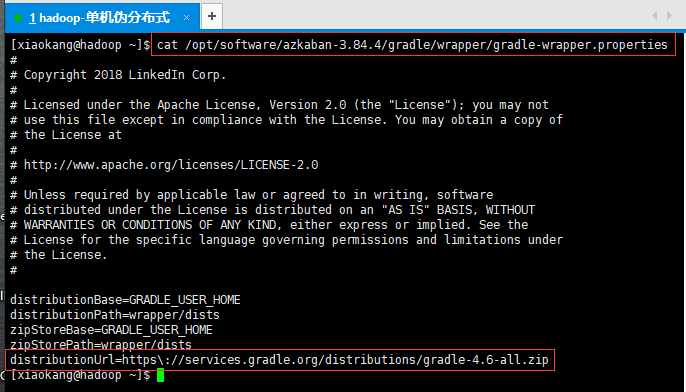 1 hadoop-单机伪分布式 × +
[xiaokang@hadoop ~]$ cat /opt/software/azkaban-3.84.4/gradle/wrapper/gradle-wrapper.properties
#
# Copyright 2018 LinkedIn Corp.
#
# Licensed under the Apache License, Version 2.0 (the "License"); you may not
# use this file except in compliance with the License. You may obtain a copy of
# the License at
#
# http://www.apache.org/licenses/LICENSE-2.0
#
# Unless required by applicable law or agreed to in writing, software
# distributed under the License is distributed on an "AS IS" BASIS, WITHOUT
# WARRANTIES OR CONDITIONS OF ANY KIND, either express or implied. See the
# License for the specific language governing permissions and limitations under
# the License.
#
distributionBase=GRADLE_USER_HOME
distributionPath=wrapper/dists
zipStoreBase=GRADLE_USER_HOME
zipStorePath=wrapper/dists
distributionUrl=https\://services.gradle.org/distributions/gradle-4.6-all.zip
[xiaokang@hadoop ~]$